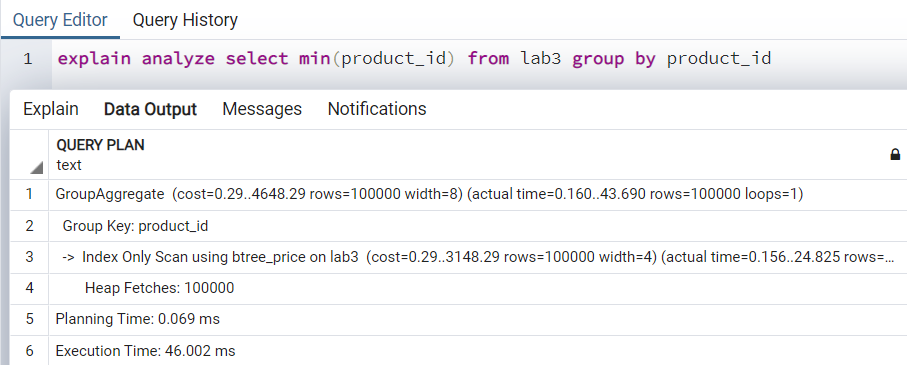 Query Editor Query History
1 explain analyze select min(product_id) from lab3 group by product_id
Explain Data Output Messages Notifications
QUERY PLAN
text
1 GroupAggregate (cost=0.29..4648.29 rows=100000 width=8) (actual time=0.160..43.690 rows=100000 loops=1)
2 Group Key: product_id
3 -> Index Only Scan using btree_price on lab3 (cost=0.29..3148.29 rows=100000 width=4) (actual time=0.156..24.825 rows=...
4 Heap Fetches: 100000
5 Planning Time: 0.069 ms
6 Execution Time: 46.002 ms